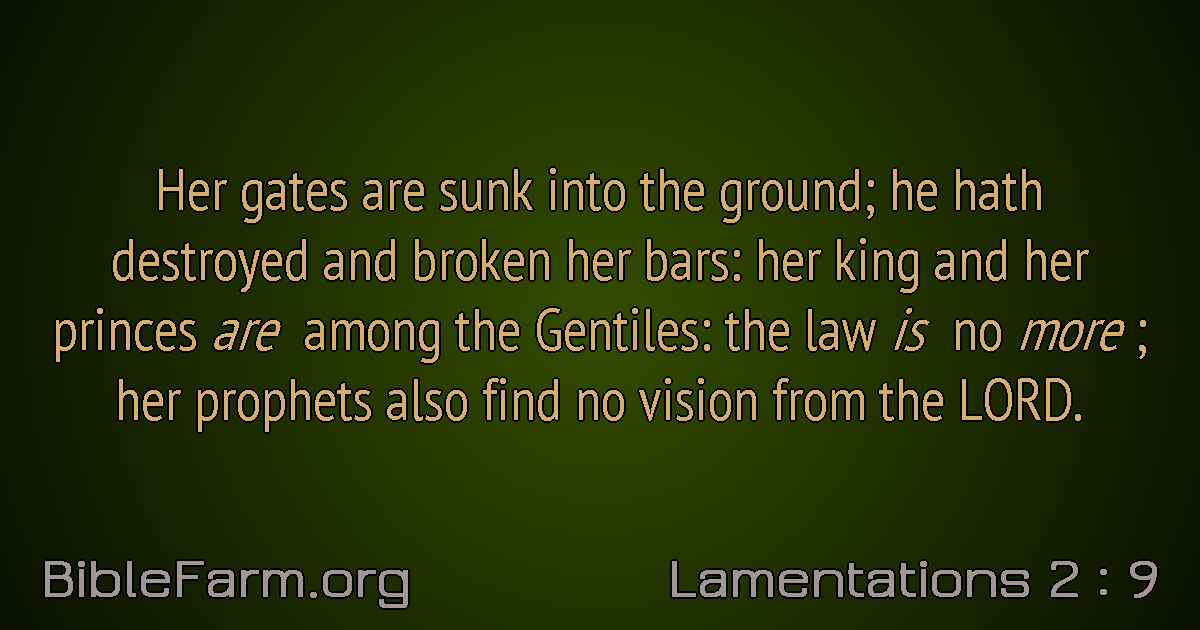 Her gates are sunk into the ground; he hath
destroyed and broken her bars: her king and her
princes are among the Gentiles: the law is no more ;
her prophets also find no vision from the LORD.
BibleFarm.org
Lamentations 2 : 9